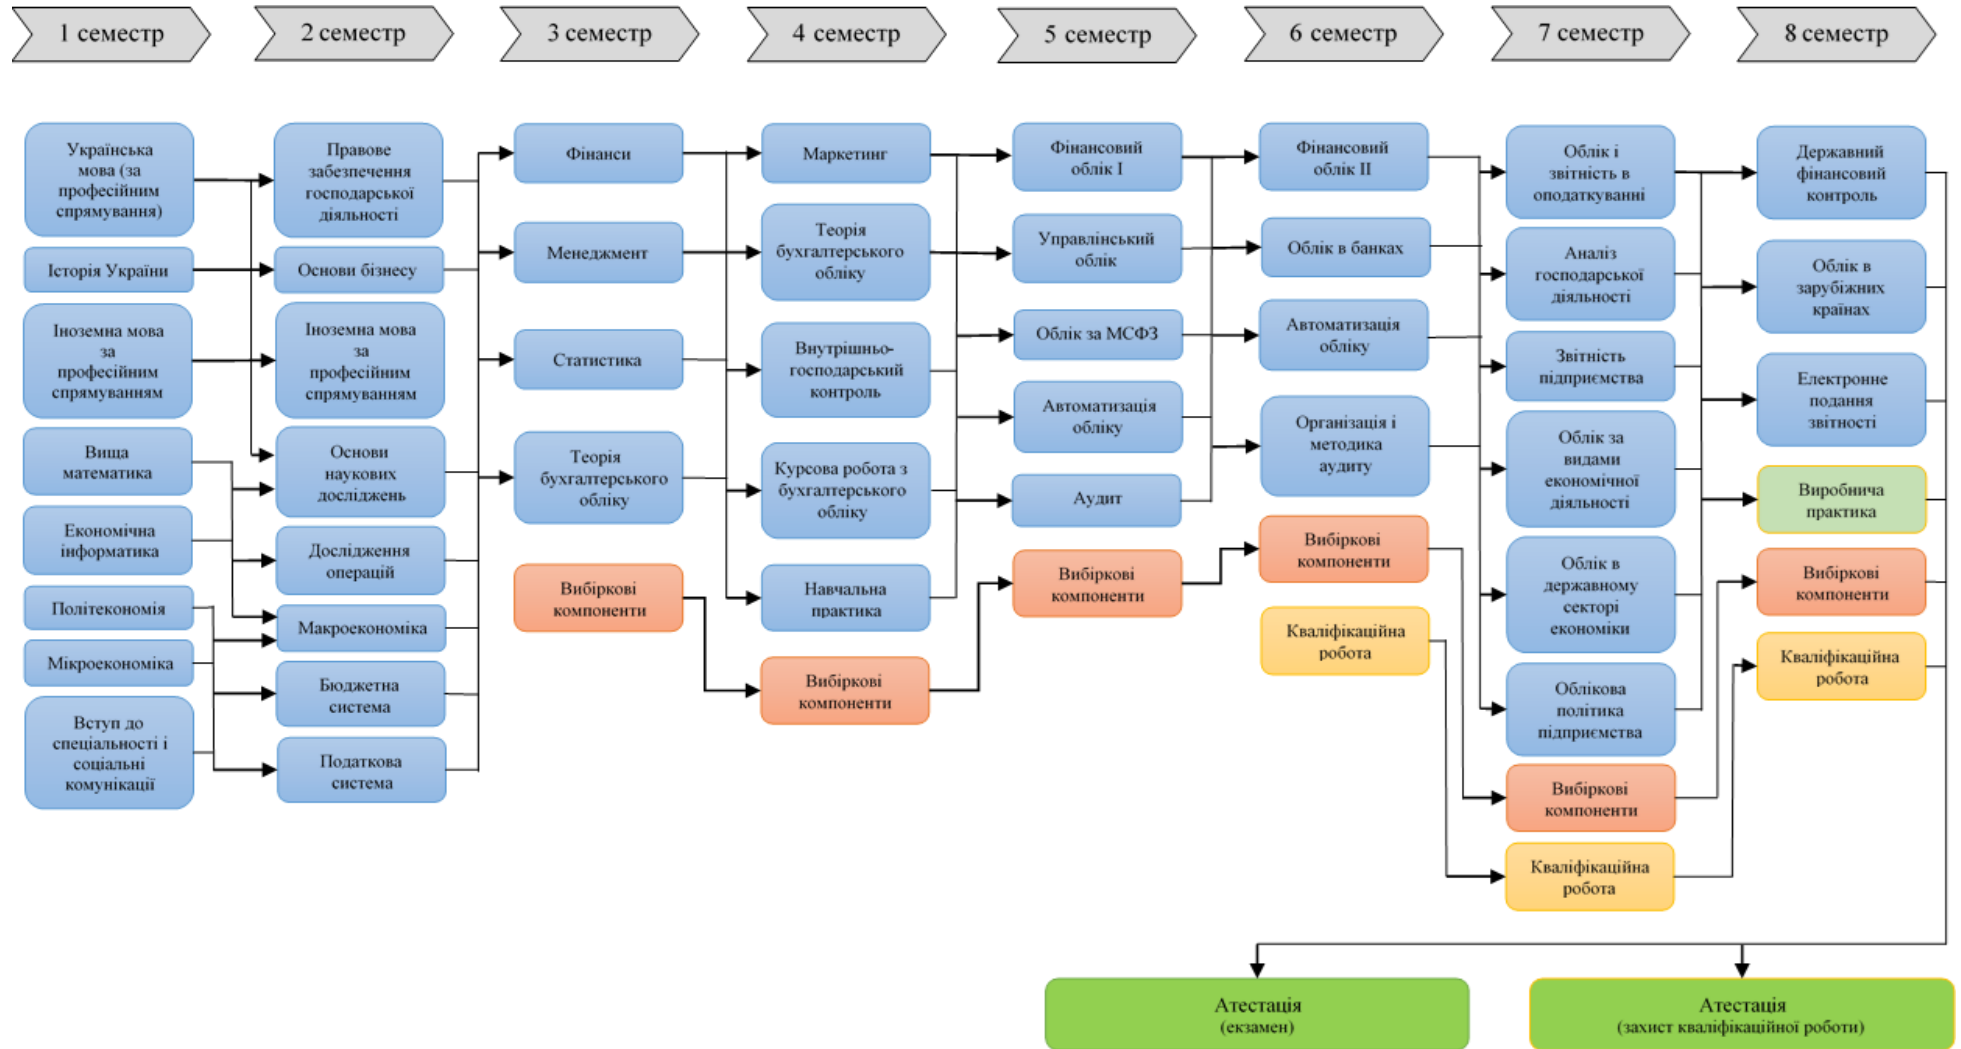 1 семестр
2 семестр
3 семестр
4 семестр
5 семестр
6 семестр
7 семестр
8 семестр
Українська
мова (за
професійним
спрямування)
Історія України
Іноземна мова
за
професійним
спрямуванням
Вища
математика
Економічна
інформатика
Політекономія
Мікроекономіка
Вступ до
спеціальності і
соціальні
комунікації
Правове
забезпечення
господарської
діяльності
Основи бізнесу
Іноземна мова
за
професійним
спрямуванням
Основи
наукових
досліджень
Дослідження
операцій
Макроекономіка
Бюджетна
система
Податкова
система
Фінанси
Менеджмент
Статистика
Теорія
бухгалтерського
обліку
Вибіркові
компоненти
Маркетинг
Теорія
бухгалтерського
обліку
Внутрішньо-
господарський
контроль
Курсова робота з
бухгалтерського
обліку
Навчальна
практика
Вибіркові
компоненти
Фінансовий
облік I
Управлінський
облік
Облік за МСФЗ
Автоматизація
обліку
Аудит
Вибіркові
компоненти
Фінансовий
облік II
Облік в банках
Автоматизація
обліку
Організація і
методика
аудиту
Вибіркові
компоненти
Кваліфікаційна
робота
Облік і
звітність в
оподаткуванні
Аналіз
господарської
діяльності
Звітність
підприємства
Облік за
видами
економічної
діяльності
Облік в
державному
секторі
економіки
Облікова
політика
підприємства
Вибіркові
компоненти
Кваліфікаційна
робота
Державний
фінансовий
контроль
Облік в
зарубіжних
країнах
Електронне
подання
звітності
Виробнича
практика
Вибіркові
компоненти
Кваліфікаційна
робота
Атестація
(екзамен)
Атестація
(захист кваліфікаційної роботи)